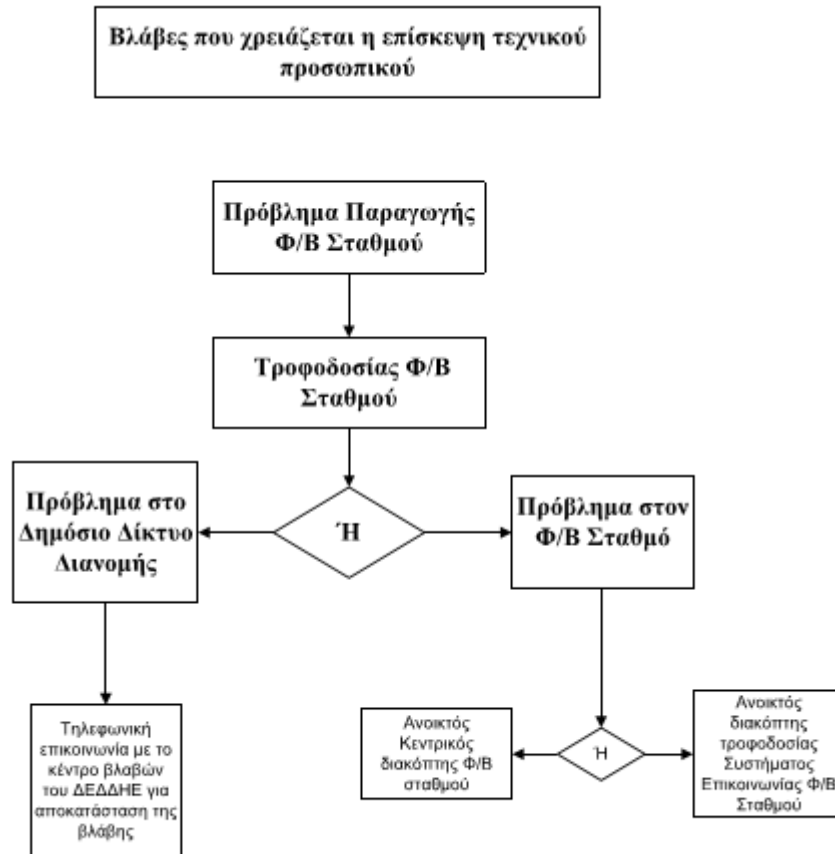 Βλάβες που χρειάζεται η επίσκεψη τεχνικού
προσωπικού
Πρόβλημα Παραγωγής
Φ/Β Σταθμού
Τροφοδοσίας Φ/Β
Σταθμού
Πρόβλημα στο
Δημόσιο Δίκτυο
Διανομής
Ή
Πρόβλημα στον
Φ/Β Σταθμό
Τηλεφωνική
επικοινωνία με το
κέντρο βλαβών
του ΔΕΔΔΗΕ για
αποκατάσταση της
βλάβης
Ανοικτός
Κεντρικός
διακόπτης Φ/Β
σταθμού
Ή
Ανοικτός
διακόπτης
τροφοδοσίας
Συστήματος
Επικοινωνίας Φ/Β
Σταθμού